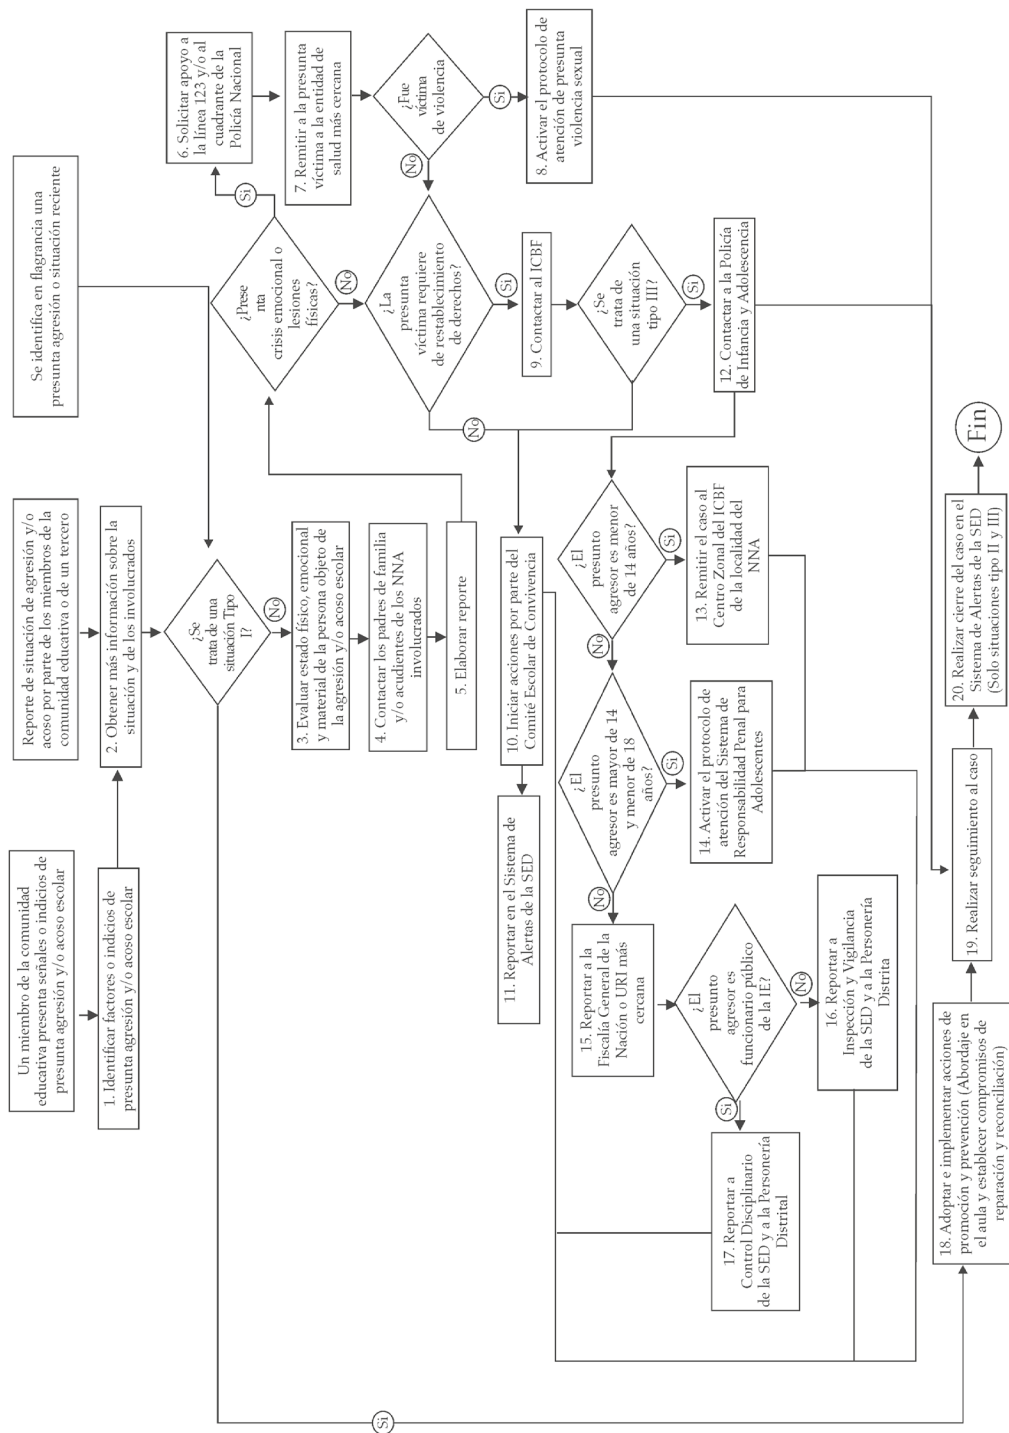 Un miembro de la comunidad
educativa presenta señales o indicios de
presunta agresión y/o acoso escolar
Reporte de situación de agresión y/o
acoso por parte de los miembros de la
comunidad educativa o de un tercero
Se identifica en flagrancia una
presunta agresión o situación reciente
1. Identificar factores o indicios de
presunta agresión y/o acoso escolar
2. Obtener más información sobre la
situación y de los involucrados
¿Se
trata de una
situación Tipo
I?
Si
No
3. Evaluar estado físico, emocional
y material de la persona objeto de
la agresión y/o acoso escolar
4. Contactar los padres de familia
y/o acudientes de los NNA
involucrados
5. Elaborar reporte
¿Prese
nta
crisis emocional o
lesiones
físicas?
Si
No
6. Solicitar apoyo a
la línea 123 y/o al
cuadrante de la
Policía Nacional
7. Remitir a la presunta
víctima a la entidad de
salud más cercana
¿Fue
víctima
de violencia
No
Si
8. Activar el protocolo de
atención de presunta
violencia sexual
¿La
presunta
víctima requiere
de restablecimiento
de derechos?
No
Si
9. Contactar al ICBF
¿Se
trata de
una situación
tipo III?
Si
10. Iniciar acciones por parte del
Comité Escolar de Convivencia
11. Reportar en el Sistema de
Alertas de la SED
12. Contactar a la Policía
de Infancia y Adolescencia
¿El
presunto
agresor es menor
de 14 años?
No
Si
13. Remitir el caso al
Centro Zonal del ICBF
de la localidad del
NNA
¿El
presunto
agresor es mayor de 14
y menor de 18
años?
No
Si
14. Activar el protocolo de
atención del Sistema de
Responsabilidad Penal para
Adolescentes
15. Reportar a la
Fiscalía General de la
Nación o URI más
cercana
¿El
presunto
agresor es
funcionario público
de la IE?
Si
No
16. Reportar a
Inspección y Vigilancia
de la SED y a la Personería
Distrita
17. Reportar a
Control Disciplinario
de la SED y a la Personería
Distrital
18. Adoptar e implementar acciones de
promoción y prevención (Abordaje en
el aula y establecer compromisos de
reparación y reconciliación)
19. Realizar seguimiento al caso
20. Realizar cierre del caso en el
Sistema de Alertas de la SED
(Solo situaciones tipo II y III)
Fin